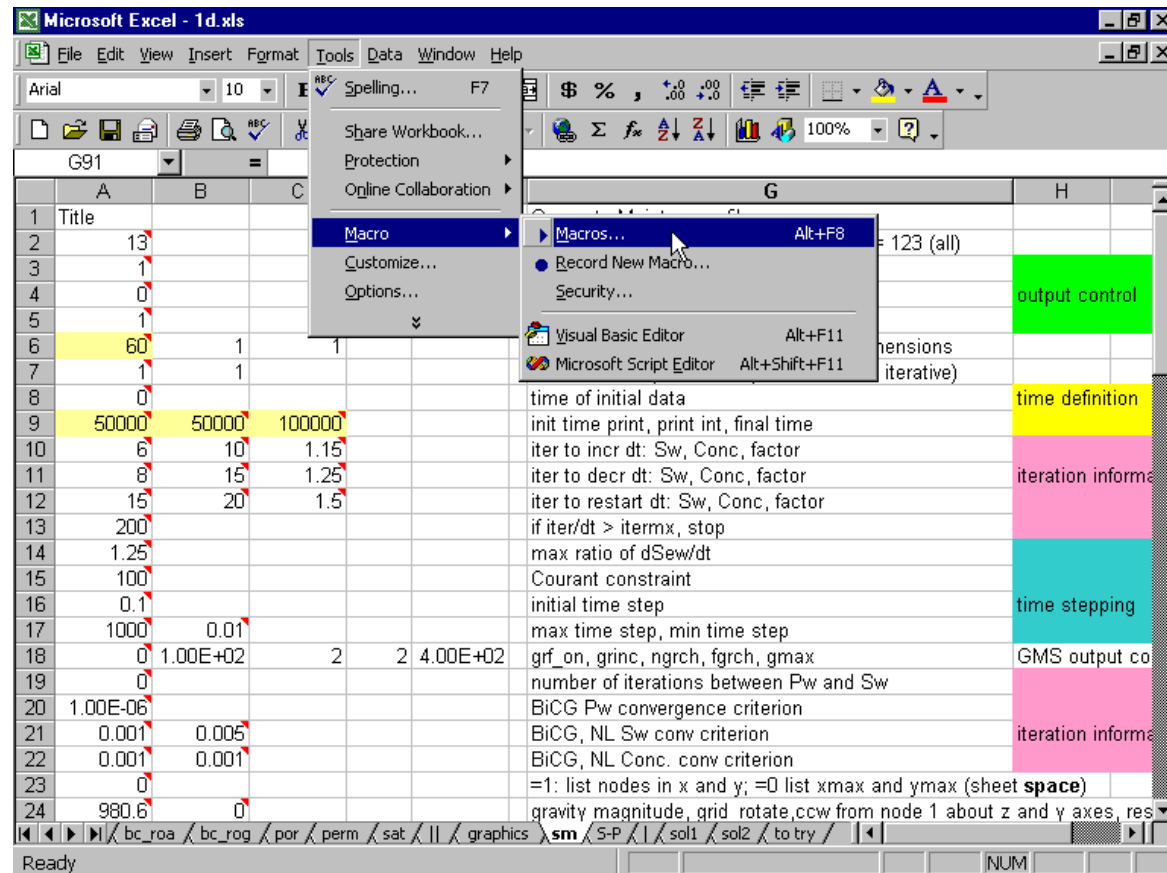 Microsoft Excel - 1d.xls
File Edit View Insert Format Tools Data Window Help
Arial 10 $ % , .00 .00 A
ABC Spelling... F7
Σ fx 100% ?
Share Workbook...
G91 =
Protection
Online Collaboration
A B C G H
1 Title
Macro
Macros... Alt+F8
2 13 = 123 (all)
Customize...
Record New Macro...
3 1
Options...
Security...
4 0 output control
5 1
Visual Basic Editor Alt+F11
6 60 1 1
Microsoft Script Editor Alt+Shift+F11
7 1 1 iterative)
8 0 time of initial data time definition
9 50000 50000 100000 init time print, print int, final time
10 6 10 1.15 iter to incr dt: Sw, Conc, factor
11 8 15 1.25 iter to decr dt: Sw, Conc, factor iteration informa
12 15 20 1.5 iter to restart dt: Sw, Conc, factor
13 200 if iter/dt > itermx, stop
14 1.25 max ratio of dSew/dt
15 100 Courant constraint
16 0.1 initial time step time stepping
17 1000 0.01 max time step, min time step
18 0 1.00E+02 2 2 4.00E+02 grf_on, grinc, ngrch, fgrch, gmax GMS output co
19 0 number of iterations between Pw and Sw
20 1.00E-06 BiCG Pw convergence criterion
21 0.001 0.005 BiCG, NL Sw conv criterion iteration informa
22 0.001 0.001 BiCG, NL Conc. conv criterion
23 0 =1: list nodes in x and y; =0 list xmax and ymax (sheet space)
24 980.6 0 gravity magnitude, grid rotate,ccw from node 1 about z and y axes, res
bc_roa bc_rog por perm sat || graphics sm S-P | sol1 sol2 to try
Ready NUM